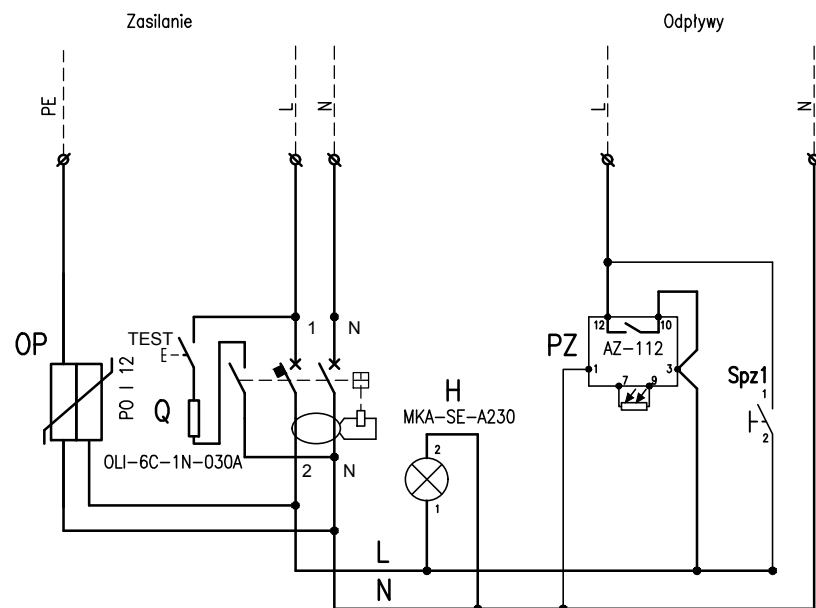 Zasilanie
Odpływy
PE
L
N
L
N
1
N
12
10
OP
TEST
E
PZ
AZ-112
1
3
PO I 12
7
9
Spz1
1
H
MKA-SE-A230
Q
2
2
OLI-6C-1N-030A
2
N
1
L
N